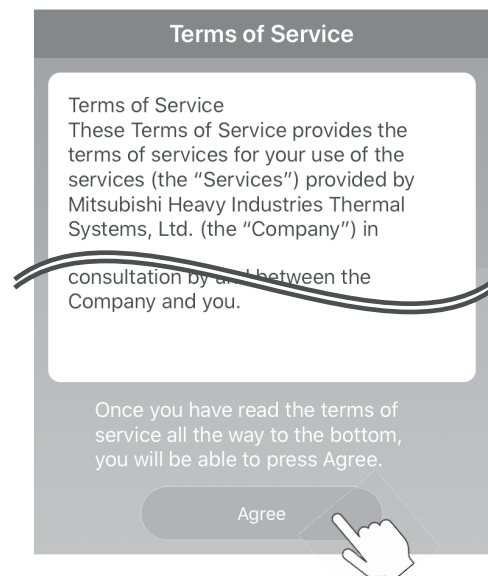 Terms of Service
Terms of Service
These Terms of Service provides the
terms of services for your use of the
services (the “Services”) provided by
Mitsubishi Heavy Industries Thermal
Systems, Ltd. (the “Company”) in
consultation by and between the
Company and you.
Once you have read the terms of
service all the way to the bottom,
you will be able to press Agree.
Agree